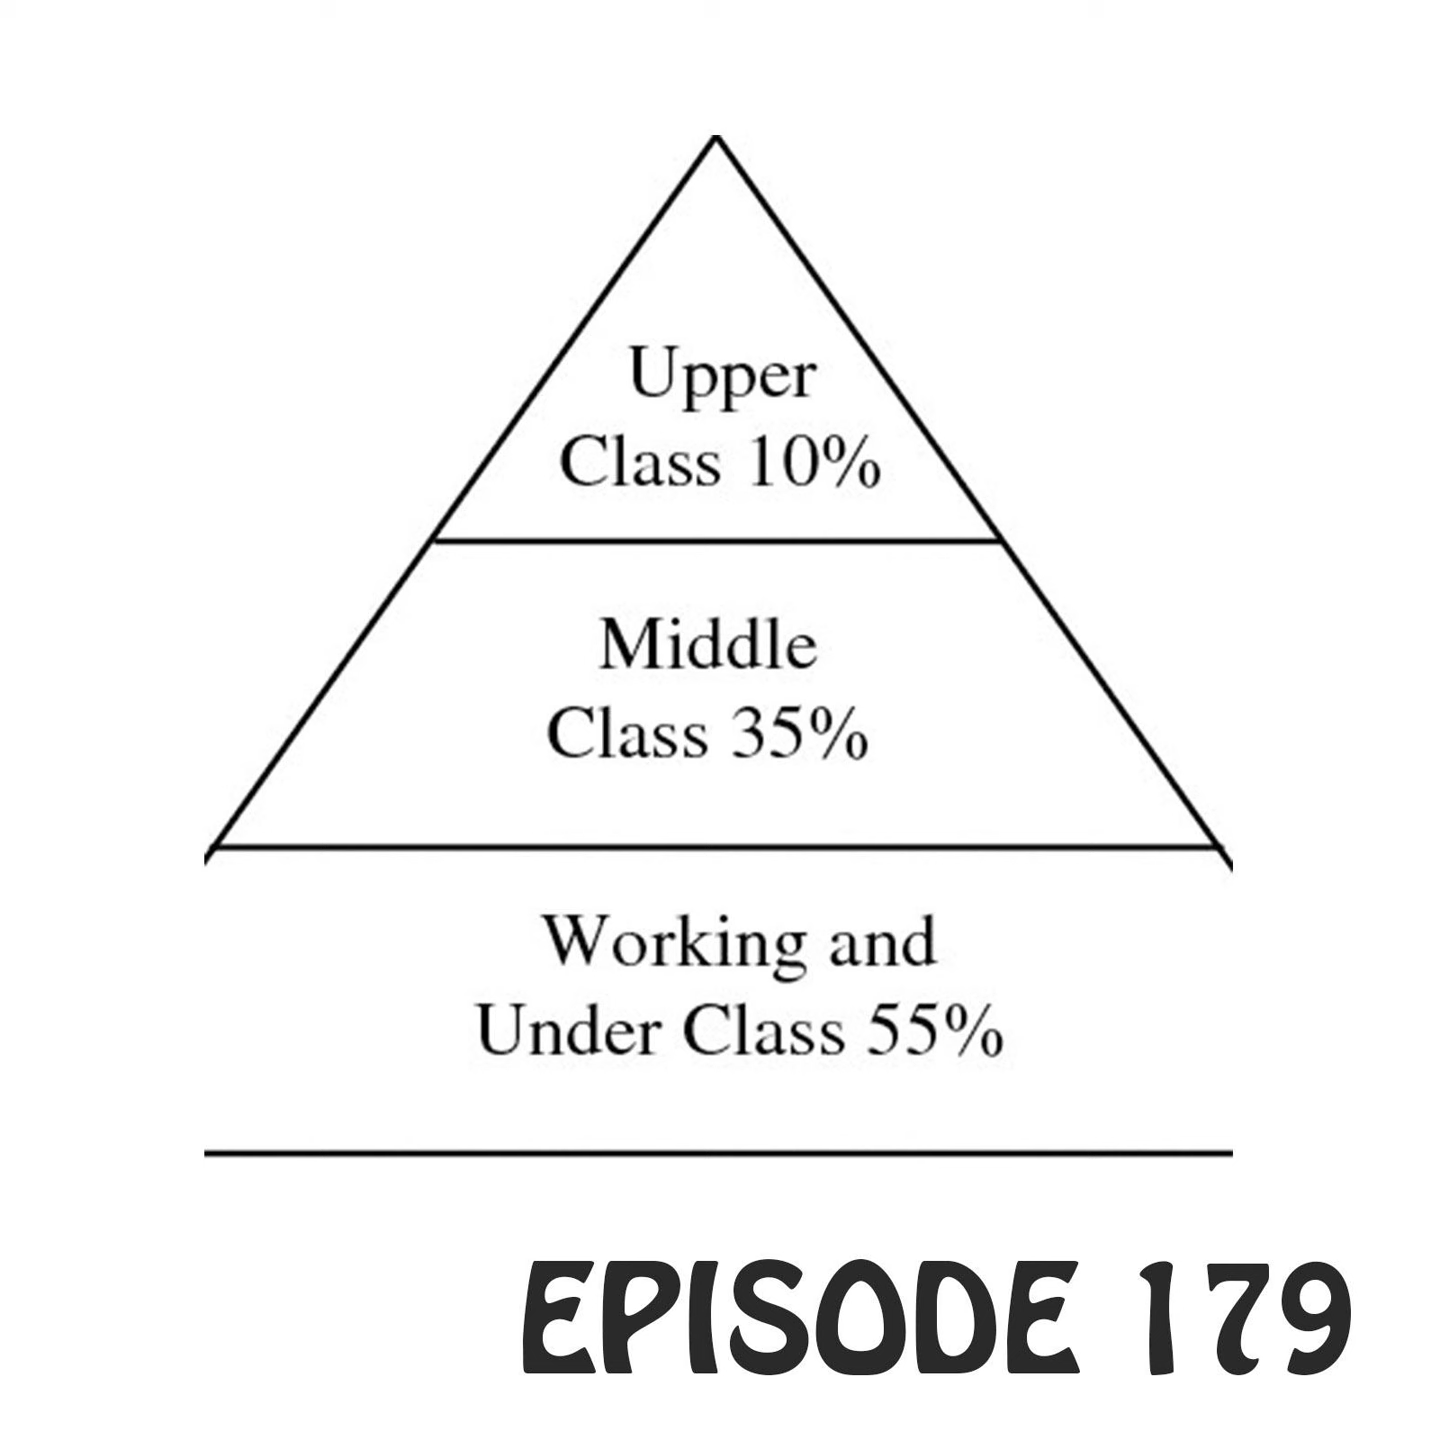 Upper
Class 10%
Middle
Class 35%
Working and
Under Class 55%
EPISODE 179